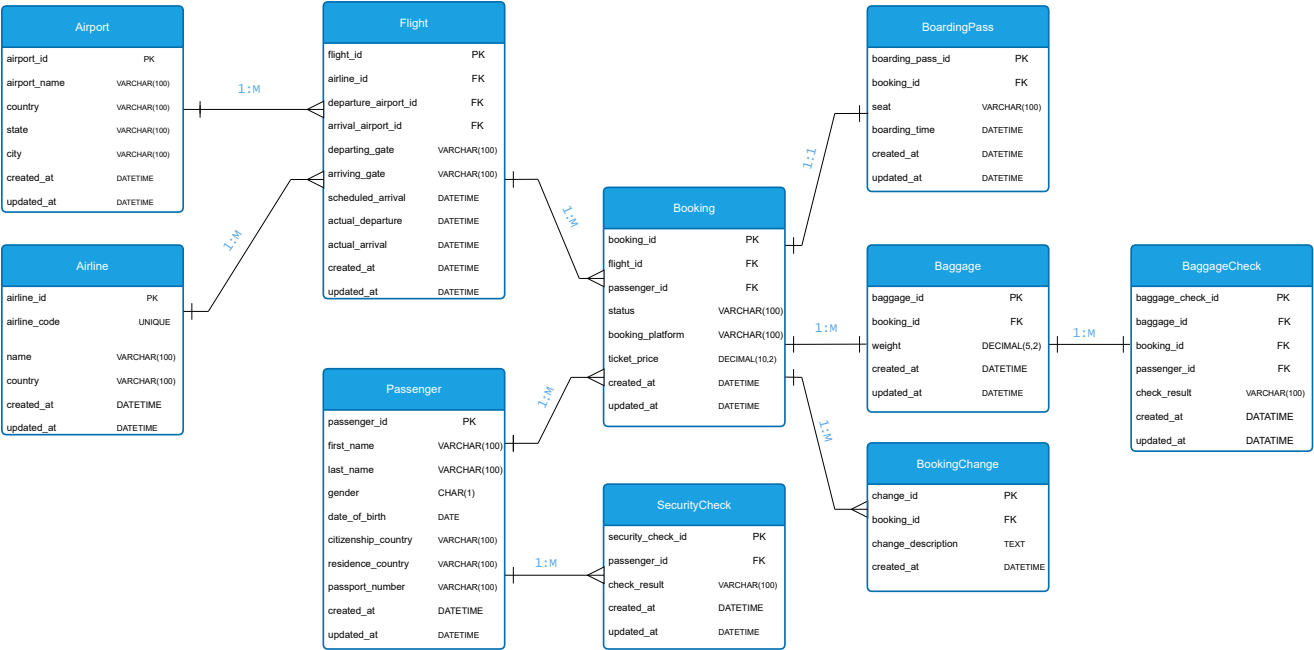 Airport
airport_id PK
airport_name VARCHAR(100)
country VARCHAR(100)
state VARCHAR(100)
city VARCHAR(100)
created_at DATETIME
updated_at DATETIME
1:M
Airline
airline_id PK
airline_code UNIQUE
name VARCHAR(100)
country VARCHAR(100)
created_at DATETIME
updated_at DATETIME
1:M
Flight
flight_id PK
airline_id FK
departure_airport_id FK
arrival_airport_id FK
departing_gate VARCHAR(100)
arriving_gate VARCHAR(100)
scheduled_arrival DATETIME
actual_departure DATETIME
actual_arrival DATETIME
created_at DATETIME
updated_at DATETIME
1:M
Passenger
passenger_id PK
first_name VARCHAR(100)
last_name VARCHAR(100)
gender CHAR(1)
date_of_birth DATE
citizenship_country VARCHAR(100)
residence_country VARCHAR(100)
passport_number VARCHAR(100)
created_at DATETIME
updated_at DATETIME
1:M
1:M
Booking
booking_id PK
flight_id FK
passenger_id FK
status VARCHAR(100)
booking_platform VARCHAR(100)
ticket_price DECIMAL(10,2)
created_at DATETIME
updated_at DATETIME
SecurityCheck
security_check_id PK
passenger_id FK
check_result VARCHAR(100)
created_at DATETIME
updated_at DATETIME
1:1
1:M
1:M
BoardingPass
boarding_pass_id PK
booking_id FK
seat VARCHAR(100)
boarding_time DATETIME
created_at DATETIME
updated_at DATETIME
Baggage
baggage_id PK
booking_id FK
weight DECIMAL(5,2)
created_at DATETIME
updated_at DATETIME
1:M
BookingChange
change_id PK
booking_id FK
change_description TEXT
created_at DATETIME
BaggageCheck
baggage_check_id PK
baggage_id FK
booking_id FK
passenger_id FK
check_result VARCHAR(100)
created_at DATATIME
updated_at DATATIME